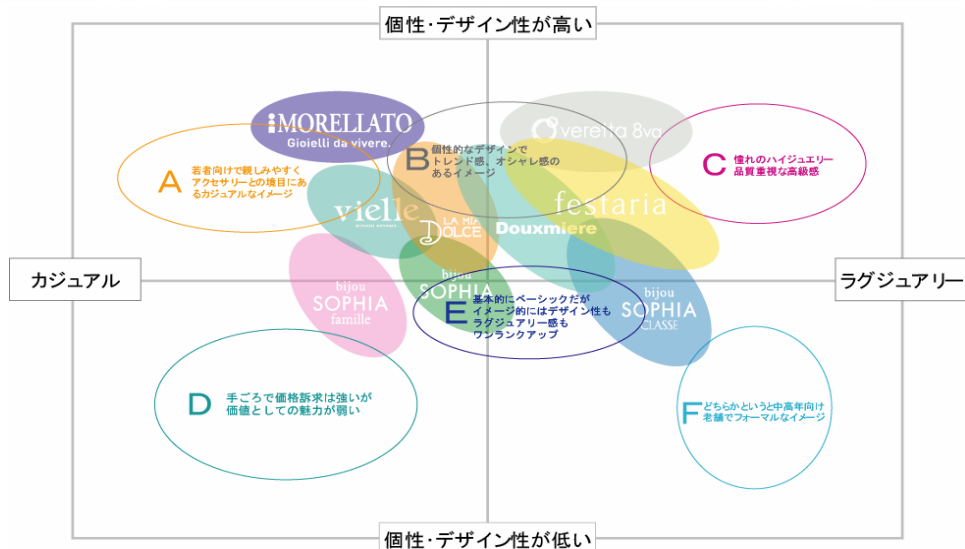 個性・デザイン性が高い
iMORELLATO
Gioielli da vivere.
veretta 8va
B
個性的なデザインで
トレンド感、オシャレ感の
あるイメージ
A
若者向けで親しみやすく
アクセサリーとの境目にあ
るカジュアルなイメージ
C
憧れのハイジュエリー
品質重視な高級感
vielle
LA MIA
DOLCE
Douxmiere
festaria
カジュアル
ラグジュアリー
bijou
SOPHIA
famille
bijou
SOPHIA
E
基本的にベーシックだが
イメージ的にはデザイン性も
ラグジュアリー感も
ワンランクアップ
bijou
SOPHIA
CLASSE
D
手ごろで価格訴求は強いが
価値としての魅力が弱い
F
どちらかというと中高年向け
老舗でフォーマルなイメージ
個性・デザイン性が低い